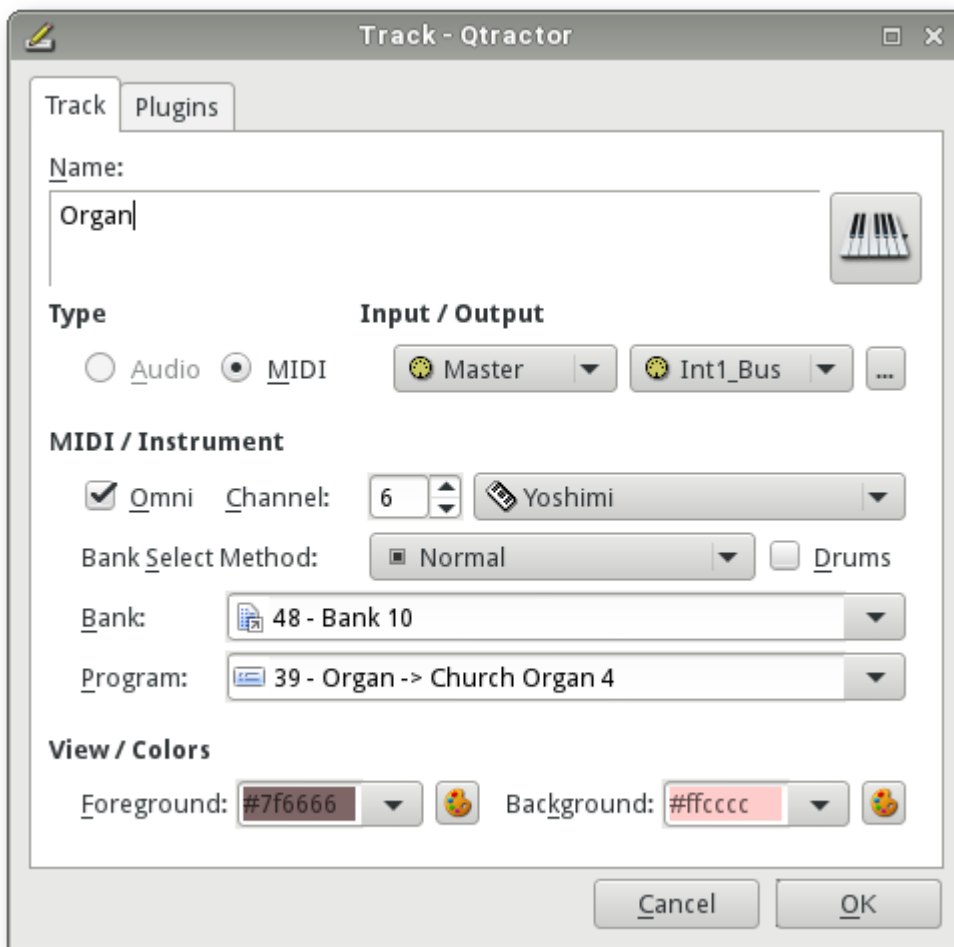 Track - Qtractor
Track Plugins
Name:
Organ
Type Input / Output
Audio MIDI Master Int1_Bus ...
MIDI / Instrument
Omni Channel: 6 Yoshimi
Bank Select Method: Normal Drums
Bank: 48 - Bank 10
Program: 39 - Organ -> Church Organ 4
View / Colors
Foreground: #7f6666 Background: #ffcccc
Cancel OK